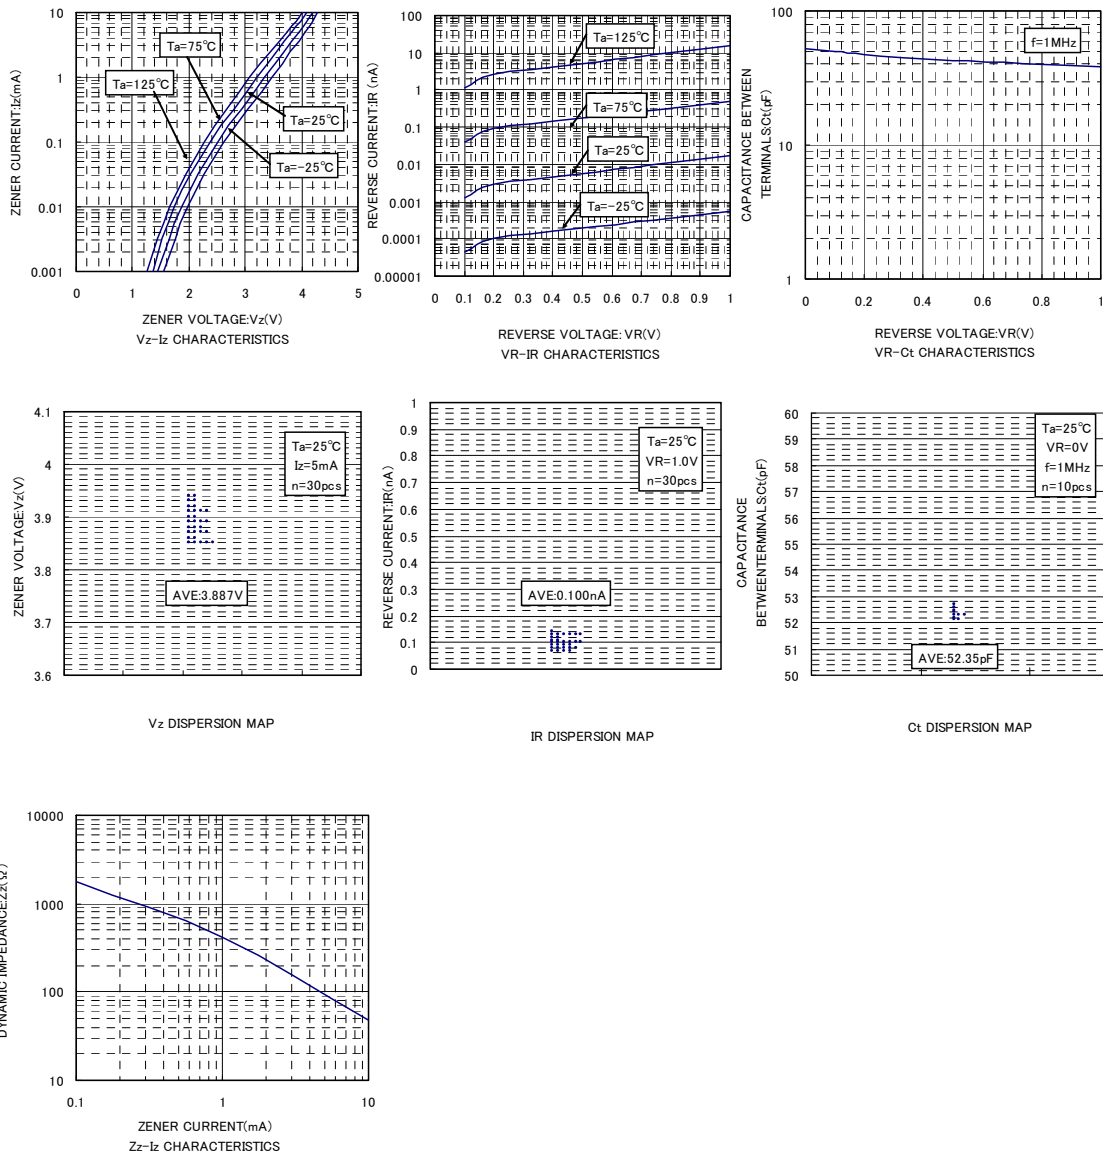 ZENER CURRENT:Iz(mA)
10
1
0.1
0.01
0.001
Ta=75°C
Ta=125°C
Ta=25°C
Ta=-25°C
0 1 2 3 4 5
ZENER VOLTAGE:Vz(V)
Vz-Iz CHARACTERISTICS
REVERSE CURRENT:IR (nA)
100
10
1
0.1
0.01
0.001
0.0001
0.00001
Ta=125°C
Ta=75°C
Ta=25°C
Ta=-25°C
0 0.1 0.2 0.3 0.4 0.5 0.6 0.7 0.8 0.9 1
REVERSE VOLTAGE:VR(V)
VR-IR CHARACTERISTICS
CAPACITANCE BETWEEN
TERMINALS:Ct(pF)
100
10
1
f=1MHz
0 0.2 0.4 0.6 0.8 1
REVERSE VOLTAGE:VR(V)
VR-Ct CHARACTERISTICS
ZENER VOLTAGE:Vz(V)
4.1
4
3.9
3.8
3.7
3.6
Ta=25°C
Iz=5mA
n=30pcs
AVE:3.887V
Vz DISPERSION MAP
REVERSE CURRENT:IR(nA)
1
0.9
0.8
0.7
0.6
0.5
0.4
0.3
0.2
0.1
0
Ta=25°C
VR=1.0V
n=30pcs
AVE:0.100nA
IR DISPERSION MAP
CAPACITANCE
BETWEENTERMINALS:Ct(pF)
60
59
58
57
56
55
54
53
52
51
50
Ta=25°C
VR=0V
f=1MHz
n=10pcs
AVE:52.35pF
Ct DISPERSION MAP
DYNAMIC IMPEDANCE:Zz(Ω)
10000
1000
100
10
0.1 1 10
ZENER CURRENT(mA)
Zz-Iz CHARACTERISTICS